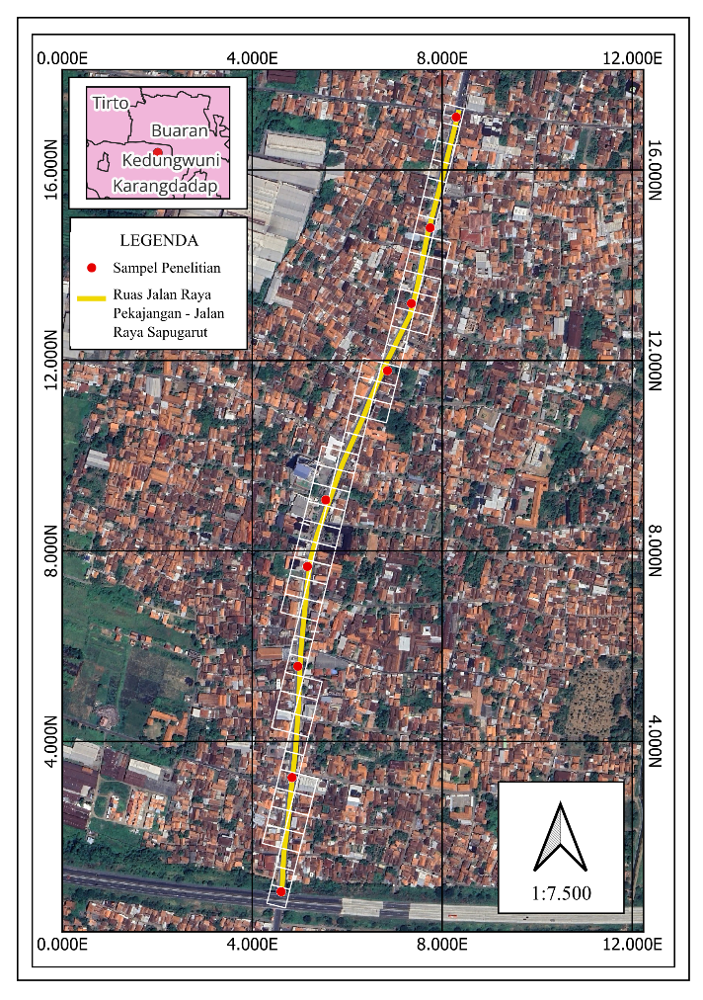 0.000E 4.000E 8.000E 12.000E
Tirto
Buaran
Kedungwuni
Karangdadap
16.000N
16.000N
LEGENDA
Sampel Penelitian
Ruas Jalan Raya
Pekajangan - Jalan
Raya Sapugarut
12.000N
12.000N
8.000N
8.000N
4.000N
4.000N
1:7.500
0.000E 4.000E 8.000E 12.000E